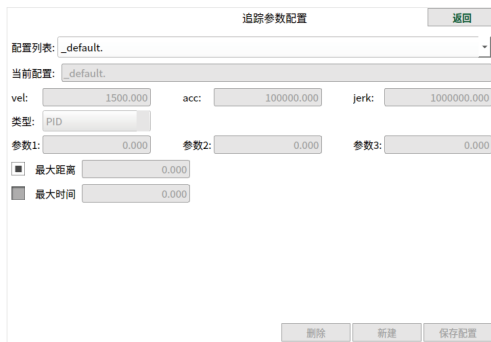 追踪参数配置 返回
配置列表: _default.
当前配置: _default.
vel: 1500.000 acc: 100000.000 jerk: 1000000.000
类型: PID
参数1: 0.000 参数2: 0.000 参数3: 0.000
最大距离 0.000
最大时间 0.000
删除 新建 保存配置